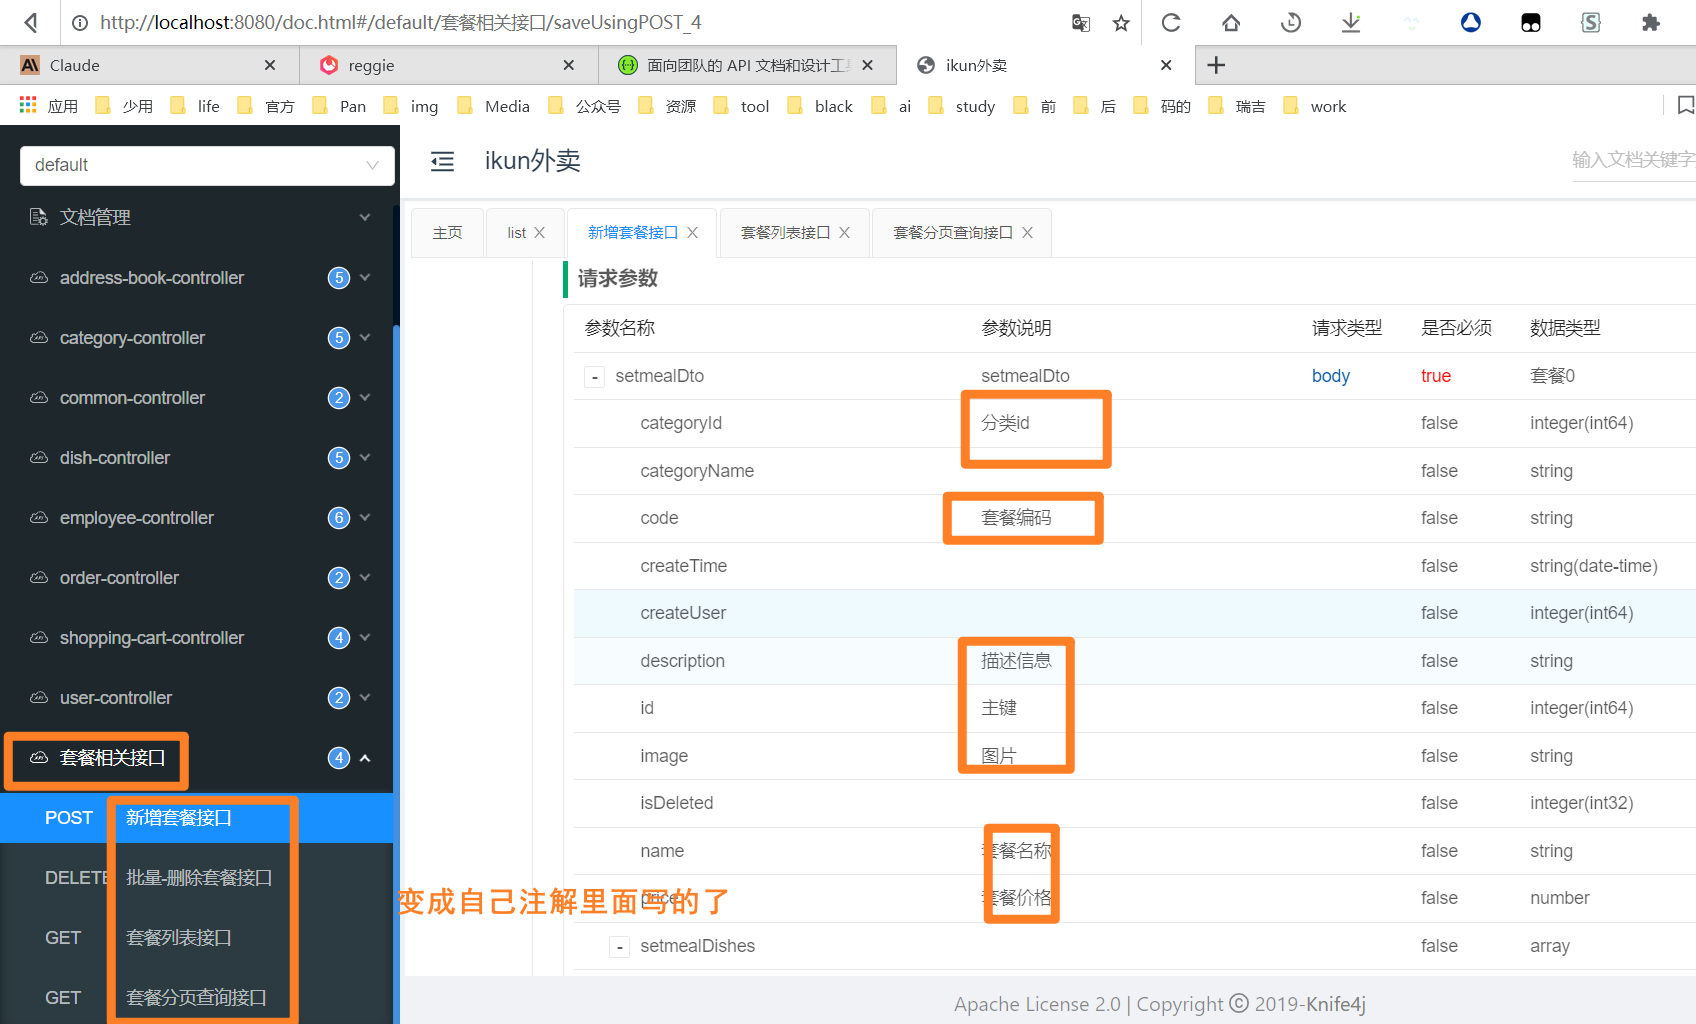 http://localhost:8080/doc.html#/default/套餐相关接口/saveUsingPOST_4
Claude
reggie
面向团队的 API 文档和设计工具
ikun外卖
应用 少用 life 官方 Pan img Media 公众号 资源 tool black ai study 前 后 码的 瑞吉 work
default
ikun外卖
输入文档关键字
文档管理
address-book-controller 5
category-controller 5
common-controller 2
dish-controller 5
employee-controller 6
order-controller 2
shopping-cart-controller 4
user-controller 2
套餐相关接口 4
POST 新增套餐接口
DELETE 批量-删除套餐接口
GET 套餐列表接口
GET 套餐分页查询接口
主页 list 新增套餐接口 套餐列表接口 套餐分页查询接口
请求参数
参数名称 参数说明 请求类型 是否必须 数据类型
- setmealDto setmealDto body true 套餐0
categoryId 分类id false integer(int64)
categoryName false string
code 套餐编码 false string
createTime false string(date-time)
createUser false integer(int64)
description 描述信息 false string
id 主键 false integer(int64)
image 图片 false string
isDeleted false integer(int32)
name 套餐名称 false string
price 套餐价格 false number
变成自己注解里面写的了
- setmealDishes false array
Apache License 2.0 | Copyright © 2019-Knife4j